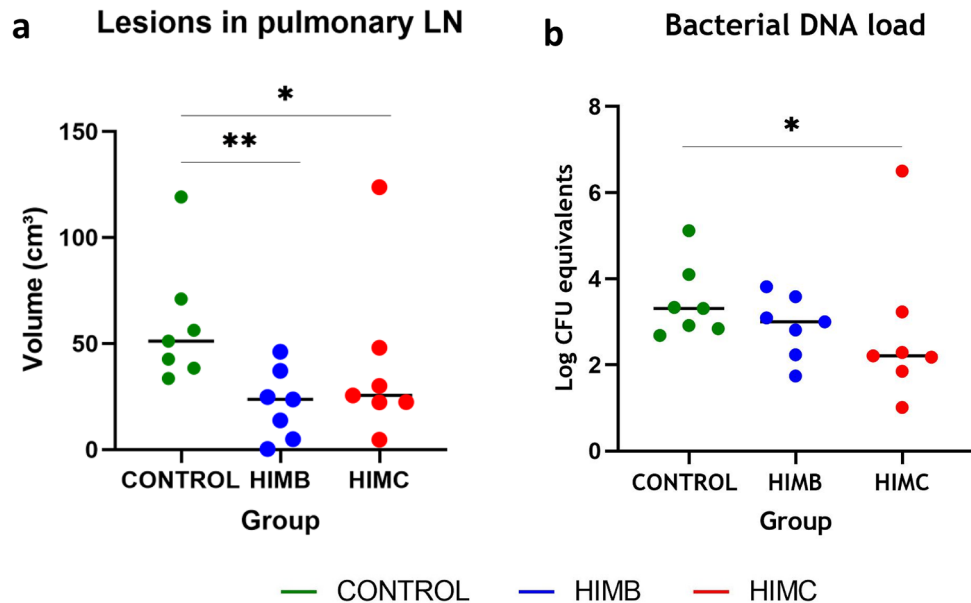 a
Lesions in pulmonary LN
*
**
150
100
50
0
Volume (cm³)
CONTROL HIMB HIMC
Group
b
Bacterial DNA load
*
8
6
4
2
0
Log CFU equivalents
CONTROL HIMB HIMC
Group
CONTROL HIMB HIMC